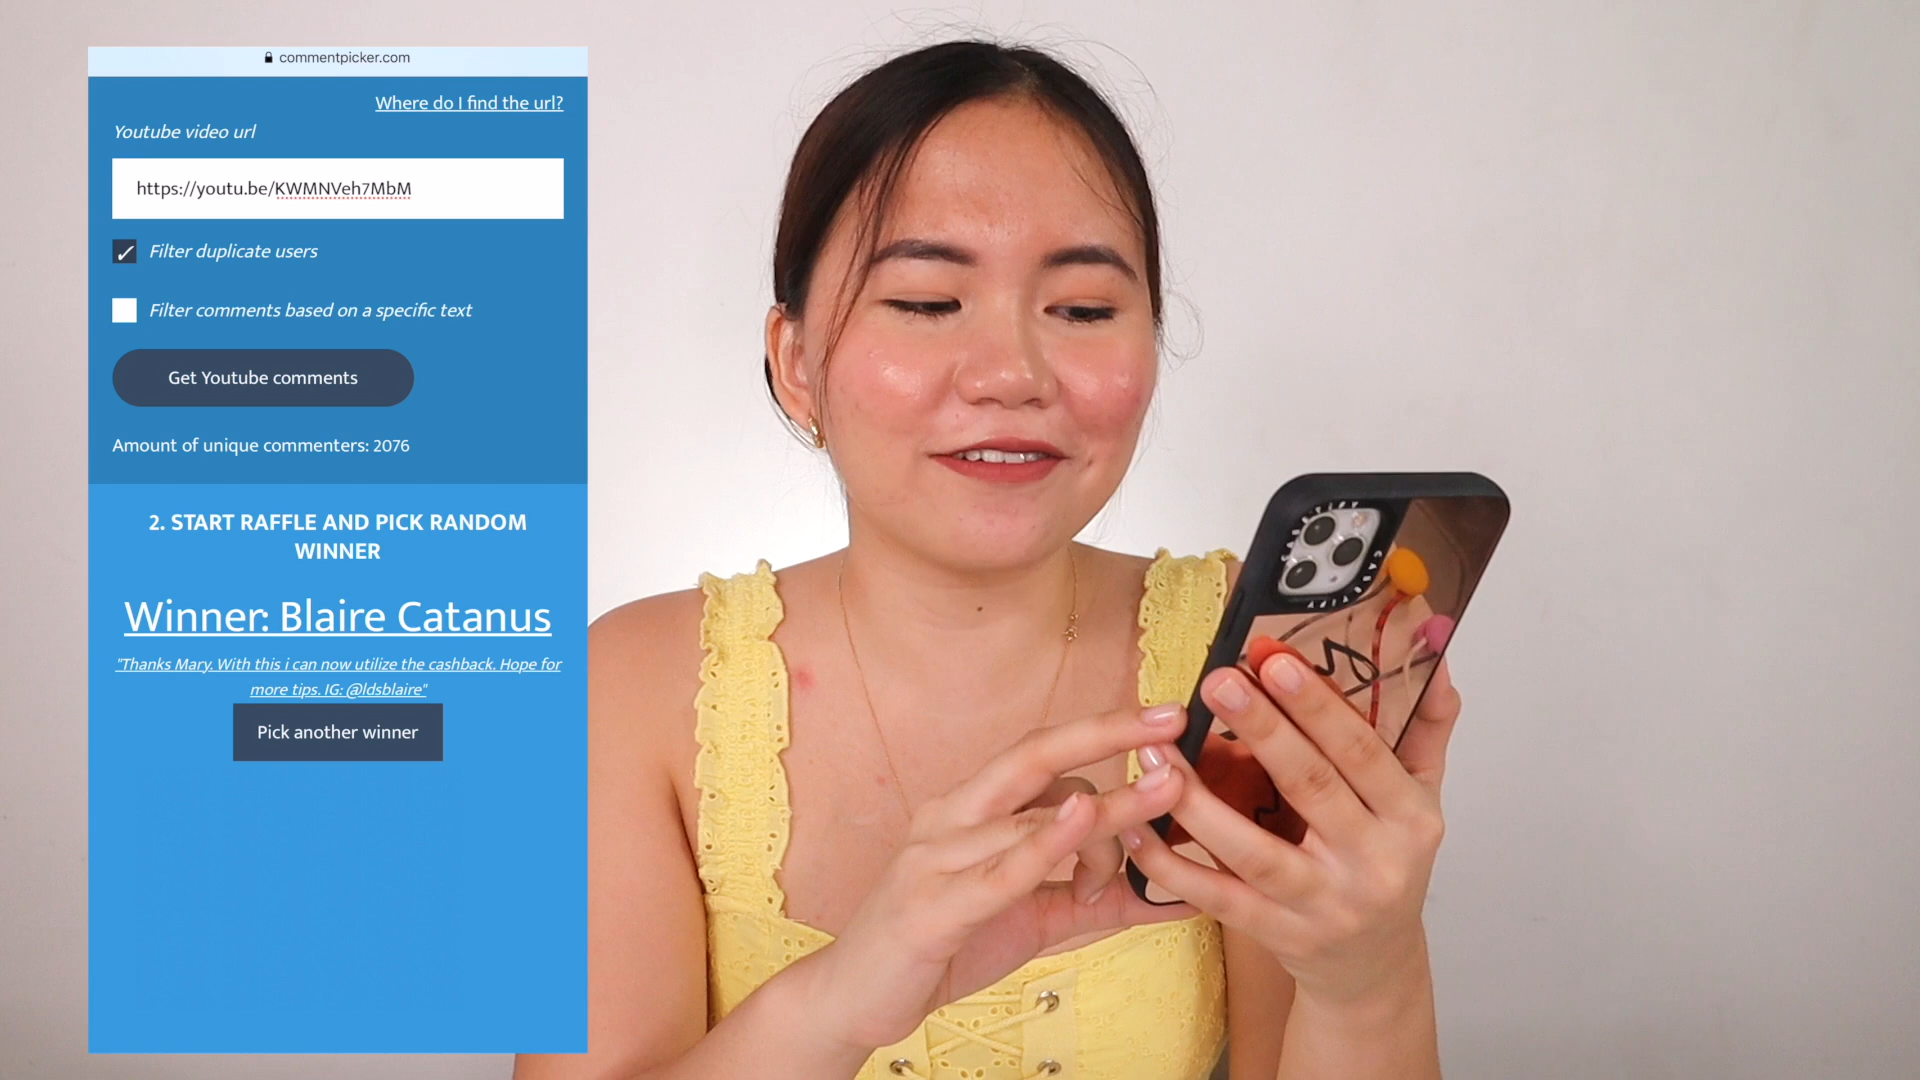 commentpicker.com
Where do I find the url?
Youtube video url
https://youtu.be/KWMNVeh7MbM
Filter duplicate users
Filter comments based on a specific text
Get Youtube comments
Amount of unique commenters: 2076
2. START RAFFLE AND PICK RANDOM
WINNER
Winner: Blaire Catanus
"Thanks Mary. With this i can now utilize the cashback. Hope for
more tips. IG: @ldsblaire"
Pick another winner
CASETIFY
CASETIFY